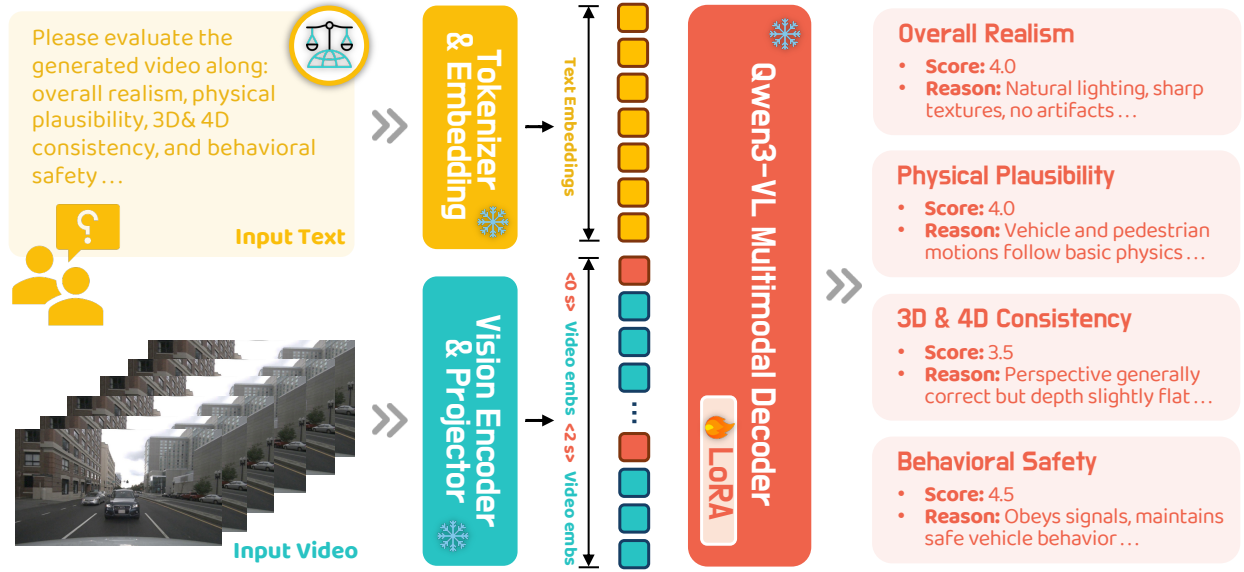 Please evaluate the
generated video along:
overall realism, physical
plausibility, 3D& 4D
consistency, and behavioral
safety ...
Input Text
Input Video
Tokenizer
& Embedding
Vision Encoder
& Projector
Text Embeddings
<0 s> Video embs <2 s> Video embs
...
Qwen3-VL Multimodal Decoder
LoRA
Overall Realism
• Score: 4.0
• Reason: Natural lighting, sharp
textures, no artifacts ...
Physical Plausibility
• Score: 4.0
• Reason: Vehicle and pedestrian
motions follow basic physics ...
3D & 4D Consistency
• Score: 3.5
• Reason: Perspective generally
correct but depth slightly flat ...
Behavioral Safety
• Score: 4.5
• Reason: Obeys signals, maintains
safe vehicle behavior ...